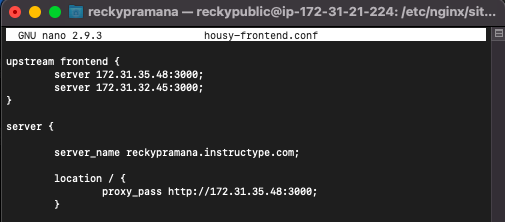 reckypramana — reckypublic@ip-172-31-21-224: /etc/nginx/sit...
GNU nano 2.9.3 housy-frontend.conf
upstream frontend {
server 172.31.35.48:3000;
server 172.31.32.45:3000;
}
server {
server_name reckypramana.instructype.com;
location / {
proxy_pass http://172.31.35.48:3000;
}